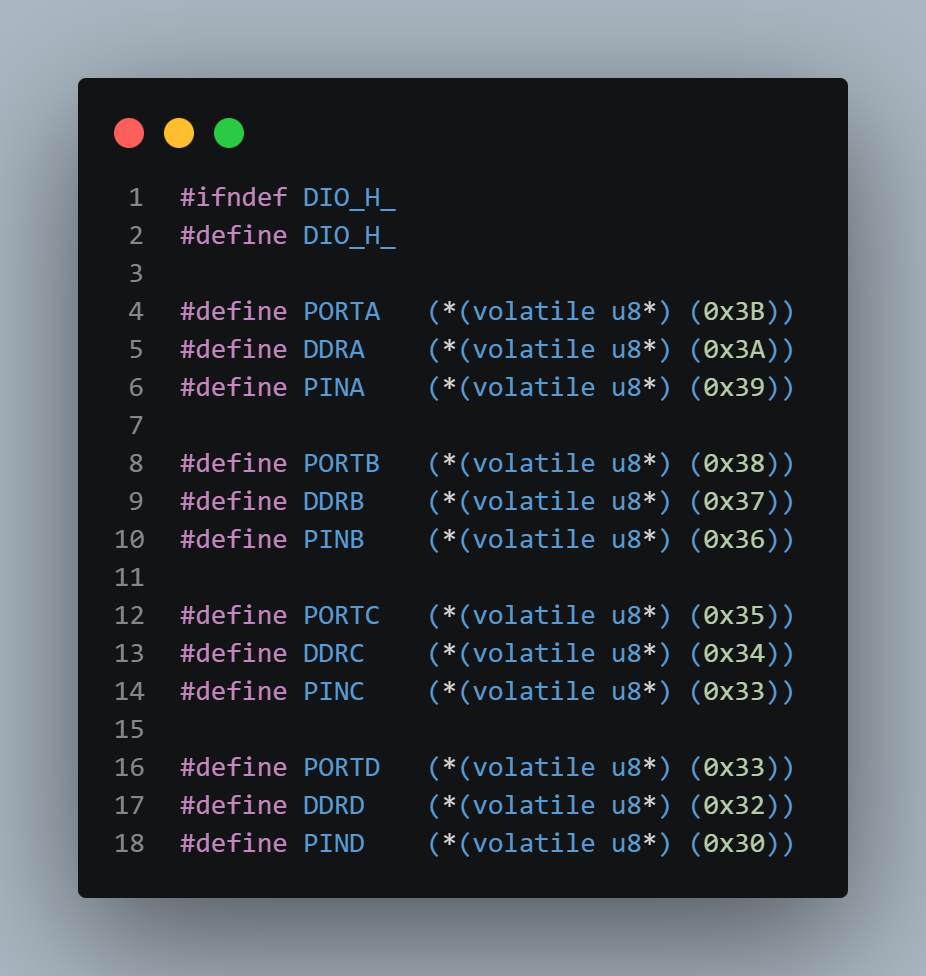 1 #ifndef DIO_H_
2 #define DIO_H_
3
4 #define PORTA   (*(volatile u8*) (0x3B))
5 #define DDRA    (*(volatile u8*) (0x3A))
6 #define PINA    (*(volatile u8*) (0x39))
7
8 #define PORTB   (*(volatile u8*) (0x38))
9 #define DDRB    (*(volatile u8*) (0x37))
10 #define PINB    (*(volatile u8*) (0x36))
11
12 #define PORTC   (*(volatile u8*) (0x35))
13 #define DDRC    (*(volatile u8*) (0x34))
14 #define PINC    (*(volatile u8*) (0x33))
15
16 #define PORTD   (*(volatile u8*) (0x33))
17 #define DDRD    (*(volatile u8*) (0x32))
18 #define PIND    (*(volatile u8*) (0x30))